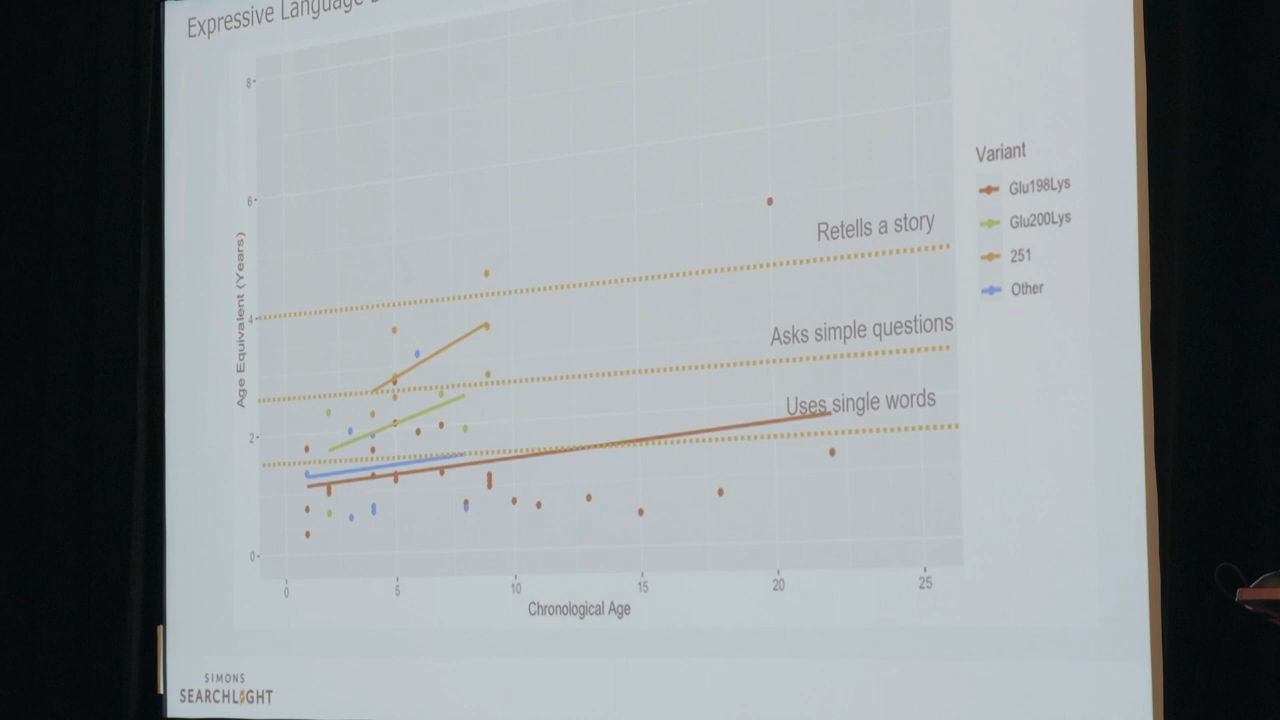 Expressive Language
8
6
4
2
0
Age Equivalent (Years)
0 5 10 15 20 25
Chronological Age
Retells a story
Asks simple questions
Uses single words
Variant
Glu198Lys
Glu200Lys
251
Other
SIMONS
SEARCHLIGHT